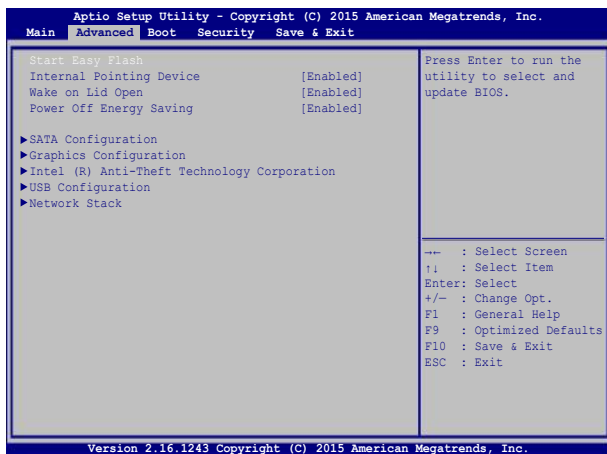 Aptio Setup Utility - Copyright (C) 2015 American Megatrends, Inc.
Main Advanced Boot Security Save & Exit
Start Easy Flash
Internal Pointing Device [Enabled]
Wake on Lid Open [Enabled]
Power Off Energy Saving [Enabled]
▶SATA Configuration
▶Graphics Configuration
▶Intel (R) Anti-Theft Technology Corporation
▶USB Configuration
▶Network Stack
Press Enter to run the
utility to select and
update BIOS.
→← : Select Screen
↑↓ : Select Item
Enter: Select
+/— : Change Opt.
F1 : General Help
F9 : Optimized Defaults
F10 : Save & Exit
ESC : Exit
Version 2.16.1243 Copyright (C) 2015 American Megatrends, Inc.